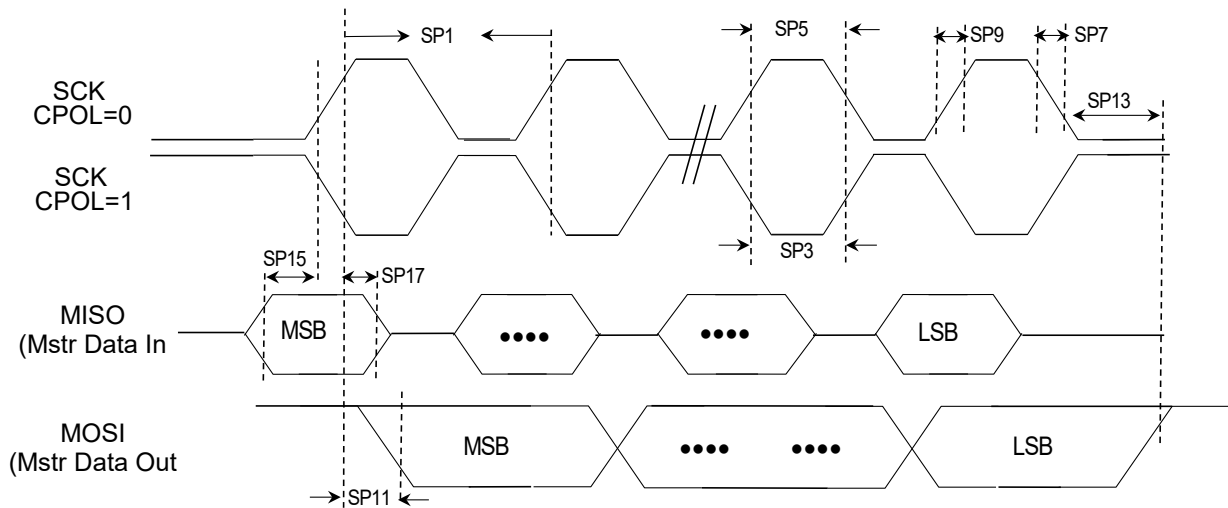 SP1
SP5
SP9
SP7
SCK
CPOL=0
SP13
SCK
CPOL=1
SP3
SP15
SP17
MISO
(Mstr Data In
MSB
••••
••••
LSB
MOSI
(Mstr Data Out
MSB
••••
••••
LSB
SP11